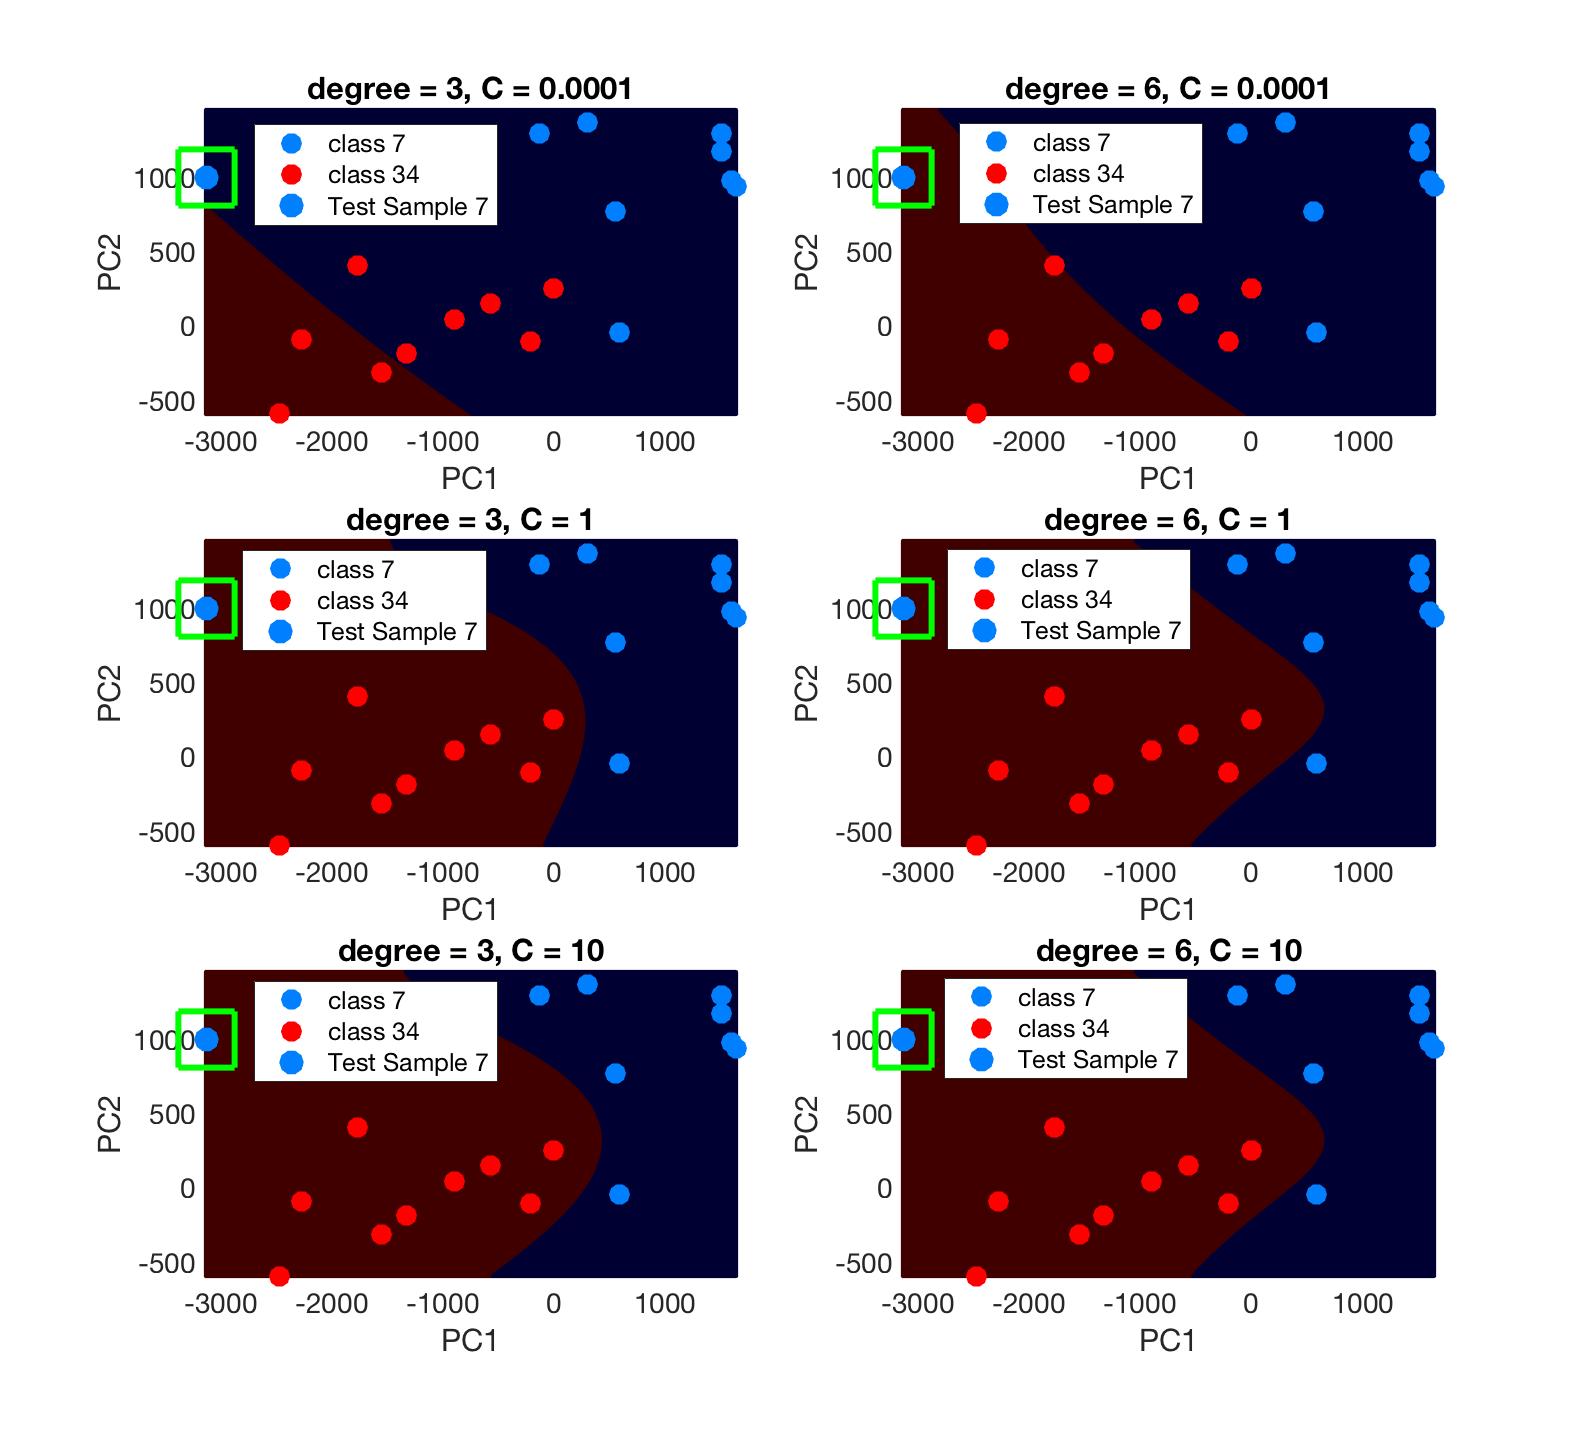 degree = 3, C = 0.0001
class 7
class 34
Test Sample 7
PC2
1000
500
0
-500
-3000 -2000 -1000 0 1000
PC1
degree = 6, C = 0.0001
class 7
class 34
Test Sample 7
PC2
1000
500
0
-500
-3000 -2000 -1000 0 1000
PC1
degree = 3, C = 1
class 7
class 34
Test Sample 7
PC2
1000
500
0
-500
-3000 -2000 -1000 0 1000
PC1
degree = 6, C = 1
class 7
class 34
Test Sample 7
PC2
1000
500
0
-500
-3000 -2000 -1000 0 1000
PC1
degree = 3, C = 10
class 7
class 34
Test Sample 7
PC2
1000
500
0
-500
-3000 -2000 -1000 0 1000
PC1
degree = 6, C = 10
class 7
class 34
Test Sample 7
PC2
1000
500
0
-500
-3000 -2000 -1000 0 1000
PC1